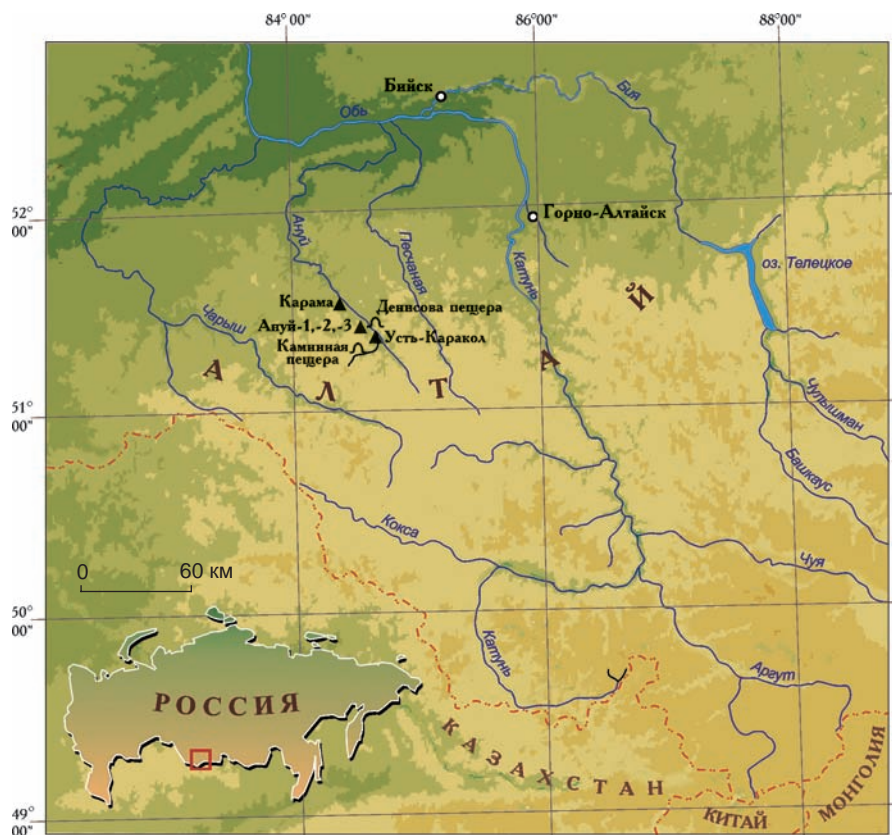 84°00" 86°00" 88°00"
Бийск
Бия
Обь
52°
00"
Горно-Алтайск
Ануй
Песчаная
Катунь
оз. Телецкое
Й
Карама
Денисова пещера
Чарыш
Ануй-1,-2,-3
Усть-Каракол
Каминная
пещера
А Л Т А
Чулышман
51°
00"
Башкаус
Кокса
Чуя
0 60 км
50°
00"
Катунь
Аргут
РОССИЯ
КАЗАХСТАН
МОНГОЛИЯ
КИТАЙ
49°
00"